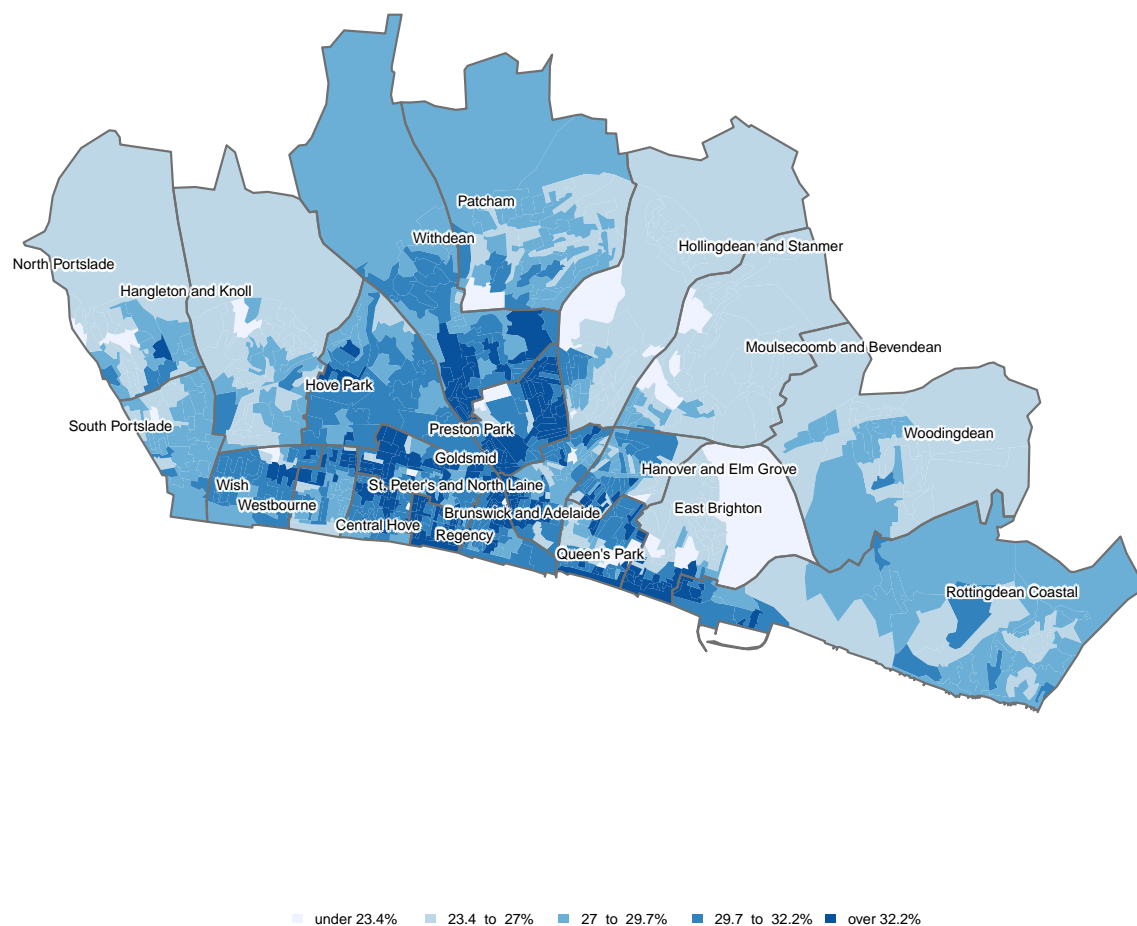 Patcham
Withdean
Hollingdean and Stanmer
North Portslade
Hangleton and Knoll
Moulsecoomb and Bevendean
Hove Park
South Portslade
Preston Park
Woodingdean
Goldsmid
Hanover and Elm Grove
Wish
St. Peter's and North Laine
Westbourne
East Brighton
Brunswick and Adelaide
Central Hove
Regency
Queen's Park
Rottingdean Coastal
under 23.4%
23.4 to 27%
27 to 29.7%
29.7 to 32.2%
over 32.2%